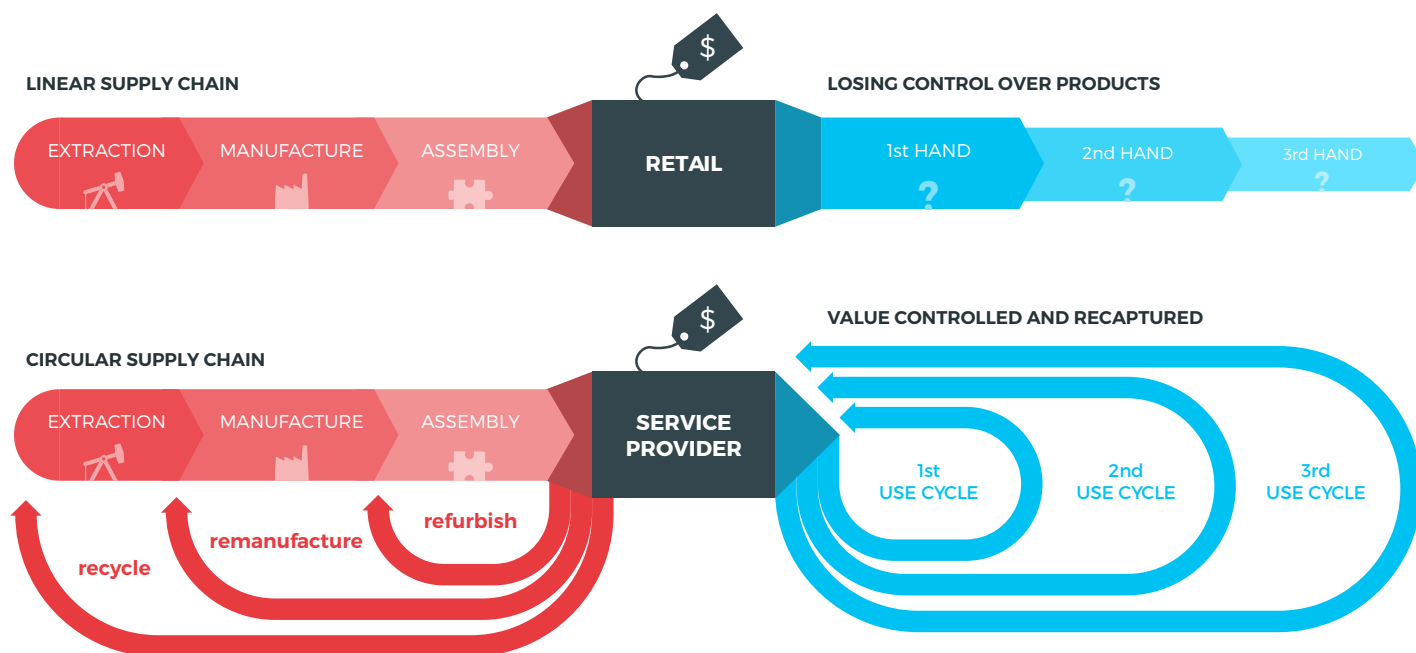 $
LINEAR SUPPLY CHAIN
LOSING CONTROL OVER PRODUCTS
EXTRACTION
MANUFACTURE
ASSEMBLY
RETAIL
1st HAND
2nd HAND
3rd HAND
?
?
?
$
VALUE CONTROLLED AND RECAPTURED
CIRCULAR SUPPLY CHAIN
EXTRACTION
MANUFACTURE
ASSEMBLY
SERVICE
PROVIDER
1st
USE CYCLE
2nd
USE CYCLE
3rd
USE CYCLE
refurbish
remanufacture
recycle